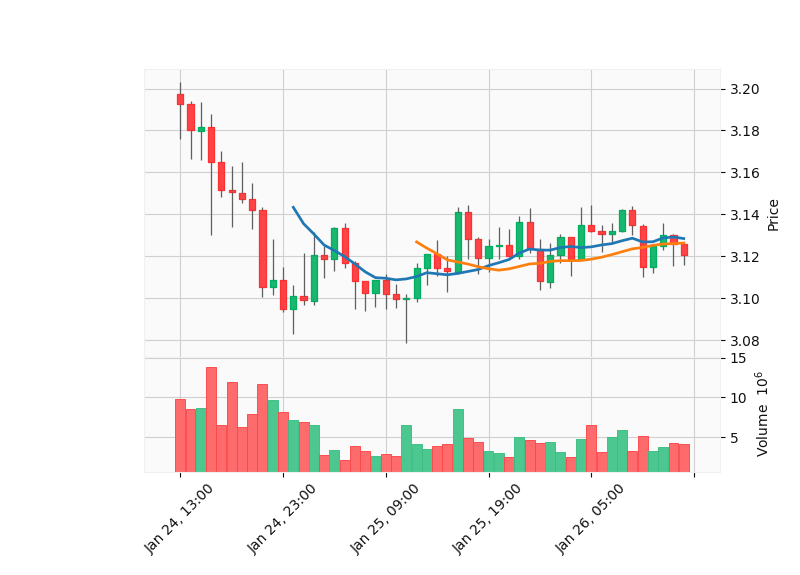 3.20
3.18
3.16
3.14
3.12
3.10
3.08
Price
15
10
5
Volume 10^6
Jan 24, 13:00
Jan 24, 23:00
Jan 25, 09:00
Jan 25, 19:00
Jan 26, 05:00